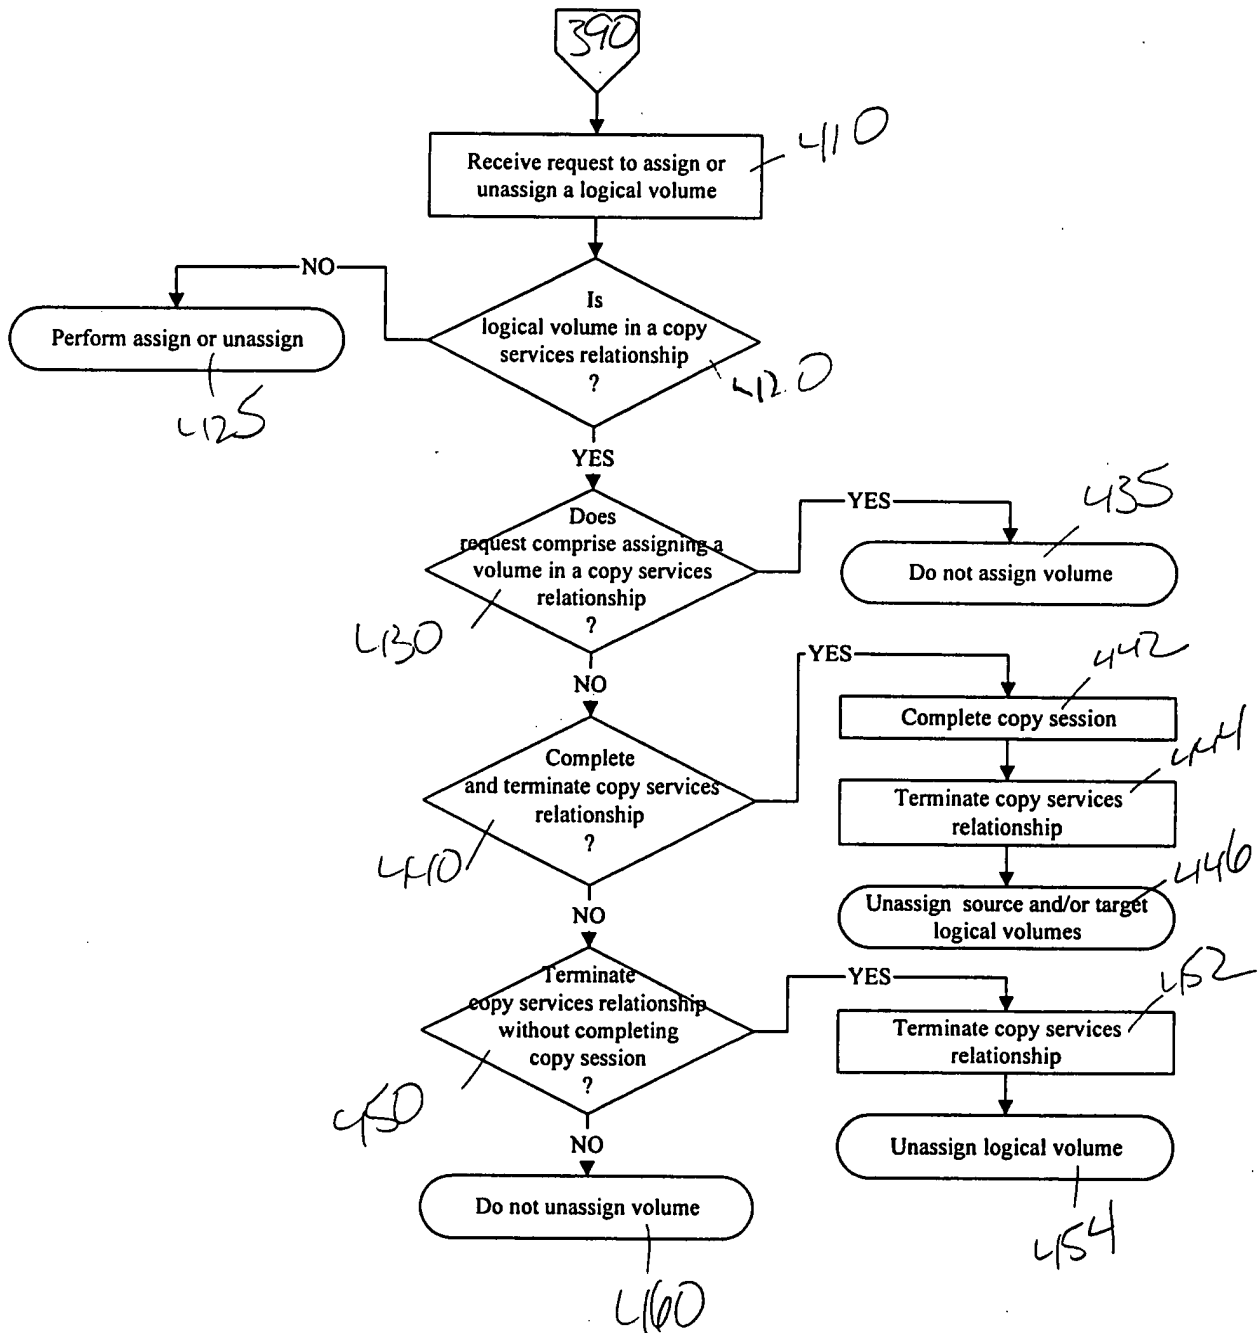 390
Receive request to assign or
unassign a logical volume
410
NO
Is
logical volume in a copy
services relationship
?
420
Perform assign or unassign
425
YES
Does
request comprise assigning a
volume in a copy services
relationship
?
430
YES
435
Do not assign volume
NO
Complete
and terminate copy services
relationship
?
440
YES
442
Complete copy session
444
Terminate copy services
relationship
446
Unassign source and/or target
logical volumes
NO
Terminate
copy services relationship
without completing
copy session
?
450
YES
452
Terminate copy services
relationship
Unassign logical volume
454
NO
Do not unassign volume
460